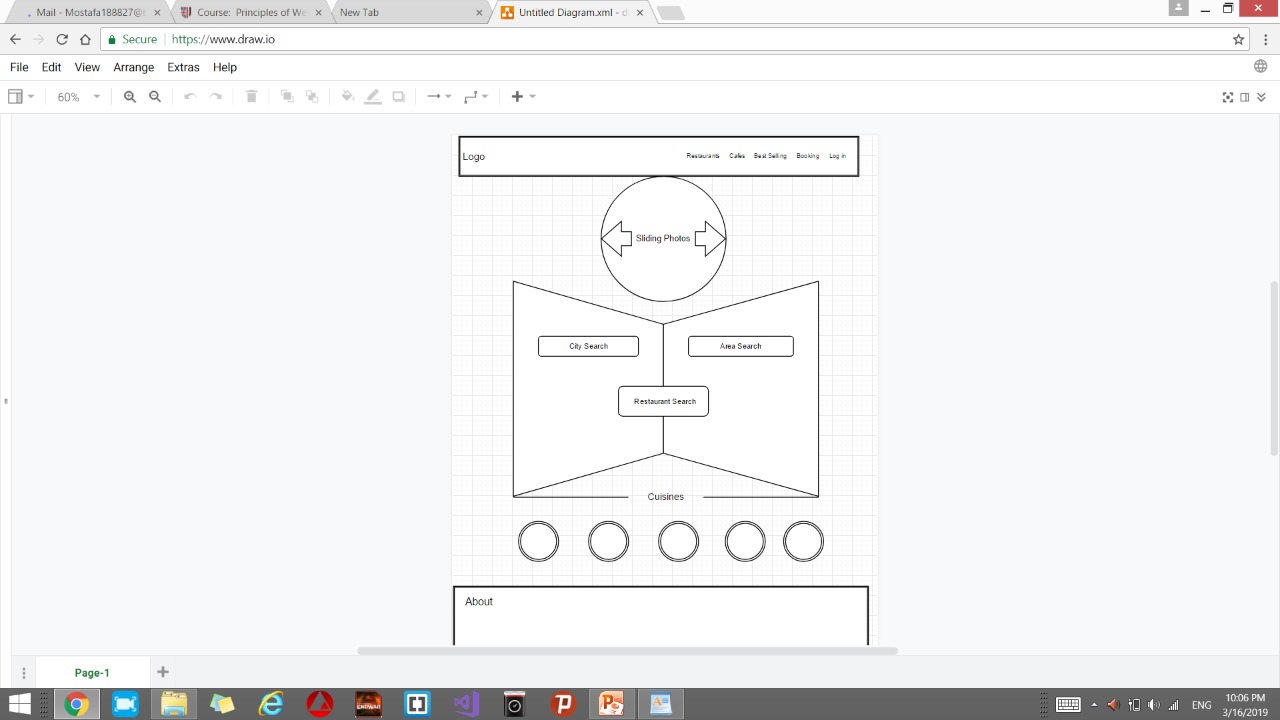 Mail - Mostafa188827@
Course: Principles of We
New Tab
Untitled Diagram.xml - d
Secure https://www.draw.io
File Edit View Arrange Extras Help
60%
Logo Restaurants Cafes Best Selling Booking Log in
Sliding Photos
City Search Area Search
Restaurant Search
Cuisines
About
Page-1
ENG
10:06 PM
3/16/2019